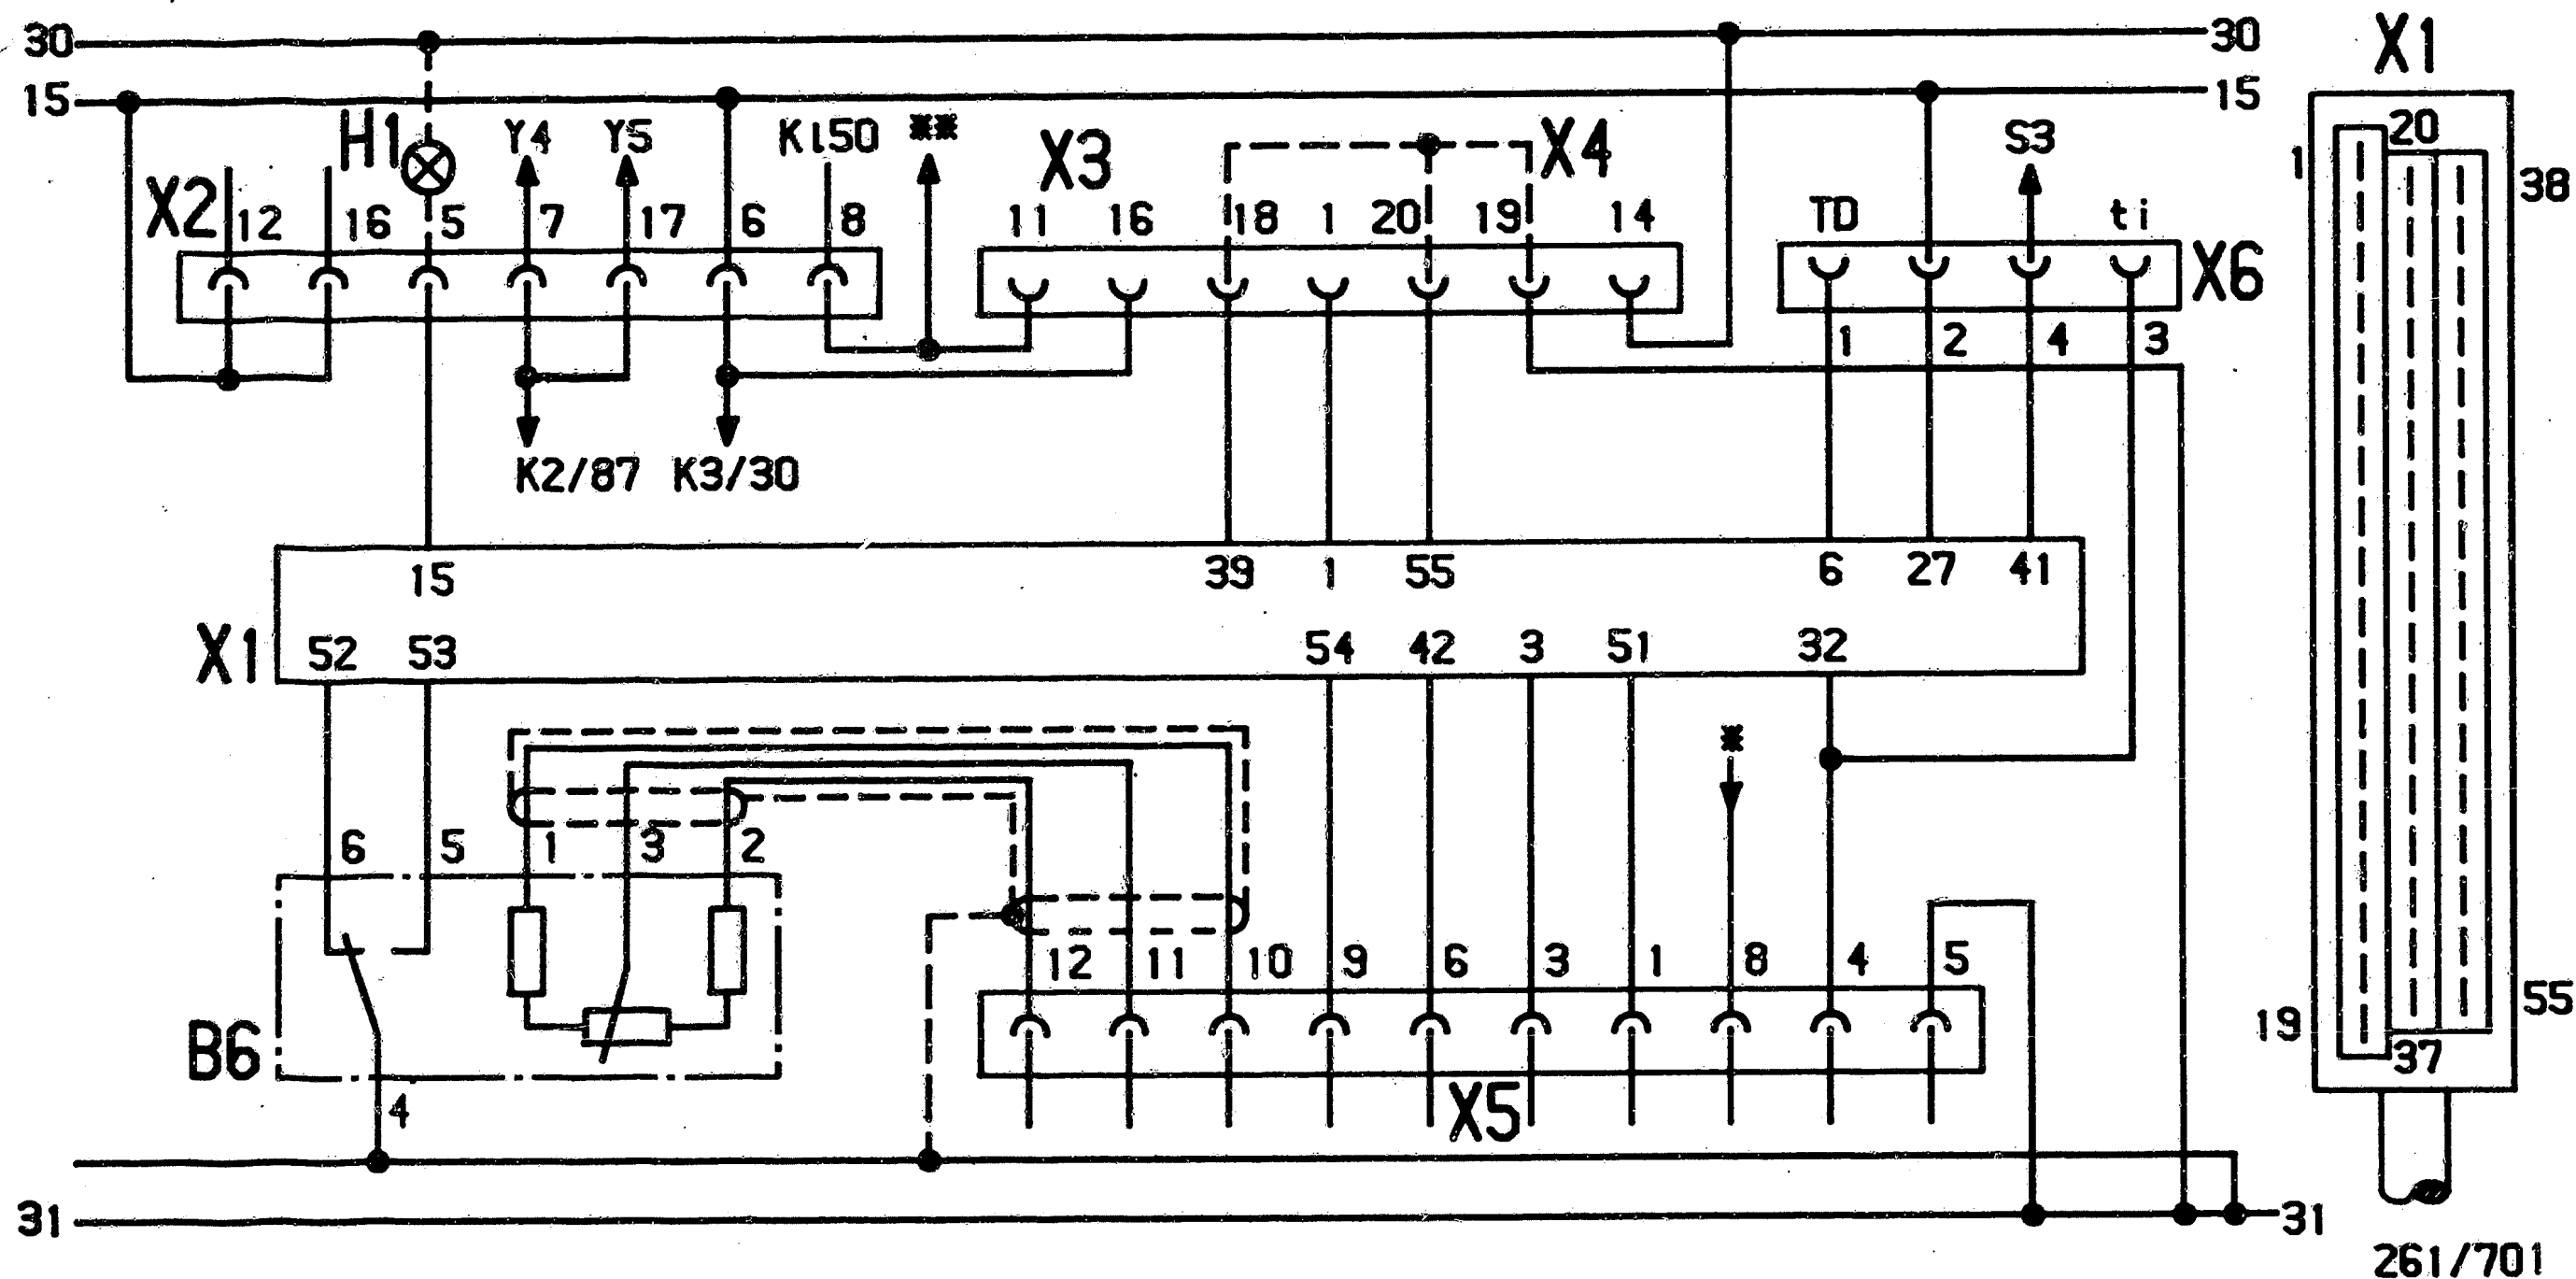 30 30 X1
15 15
H1 Y4 Y5 Kl50 ** X3 X4 S3 20
1 38
X2 12 16 5 7 17 6 8 11 16 18 1 20 19 14 TD ti
X6
1 2 4 3
K2/87 K3/30
15 39 1 55 6 27 41
X1 52 53 54 42 3 51 32
*
6 5 1 3 2
12 11 10 9 6 3 1 8 4 5
55
19
B6 37
4 X5
31 31
261/701